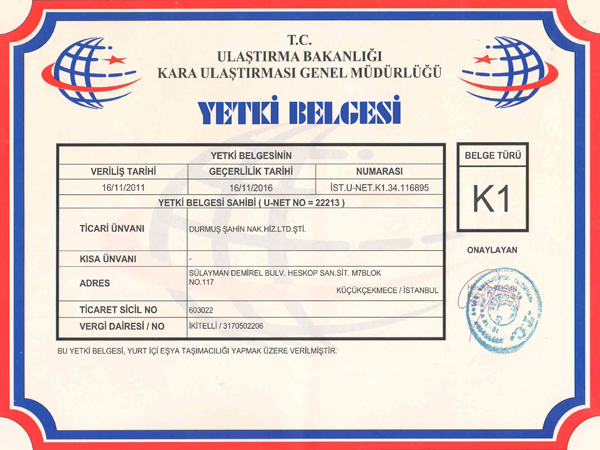 T.C.
ULAŞTIRMA BAKANLIĞI
KARA ULAŞTIRMASI GENEL MÜDÜRLÜĞÜ
YETKİ BELGESİ
YETKİ BELGESİNİN
VERİLİŞ TARİHİ GEÇERLİLİK TARİHİ NUMARASI
16/11/2011 16/11/2016 İST.U-NET.K1.34.116895
YETKİ BELGESİ SAHİBİ ( U-NET NO = 22213 )
TİCARİ ÜNVANI DURMUŞ ŞAHİN NAK.HİZ.LTD.ŞTİ.
KISA ÜNVANI -
ADRES SÜLAYMAN DEMİREL BULV. HESKOP SAN.SİT. M7BLOK
NO.117
KÜÇÜKÇEKMECE / İSTANBUL
TİCARET SİCİL NO 603022
VERGİ DAİRESİ / NO İKİTELLİ / 3170502206
BU YETKİ BELGESİ, YURT İÇİ EŞYA TAŞIMACILIĞI YAPMAK ÜZERE VERİLMİŞTİR.
BELGE TÜRÜ
K1
ONAYLAYAN